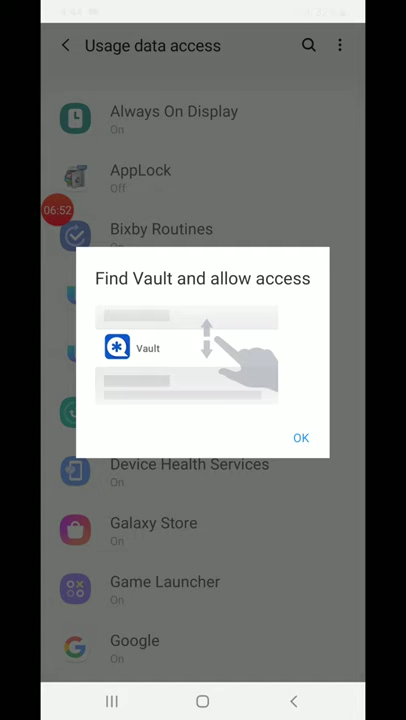 Usage data access
Always On Display
On
AppLock
Off
06:52
Bixby Routines
Find Vault and allow access
Vault
OK
Device Health Services
On
Galaxy Store
On
Game Launcher
On
Google
On